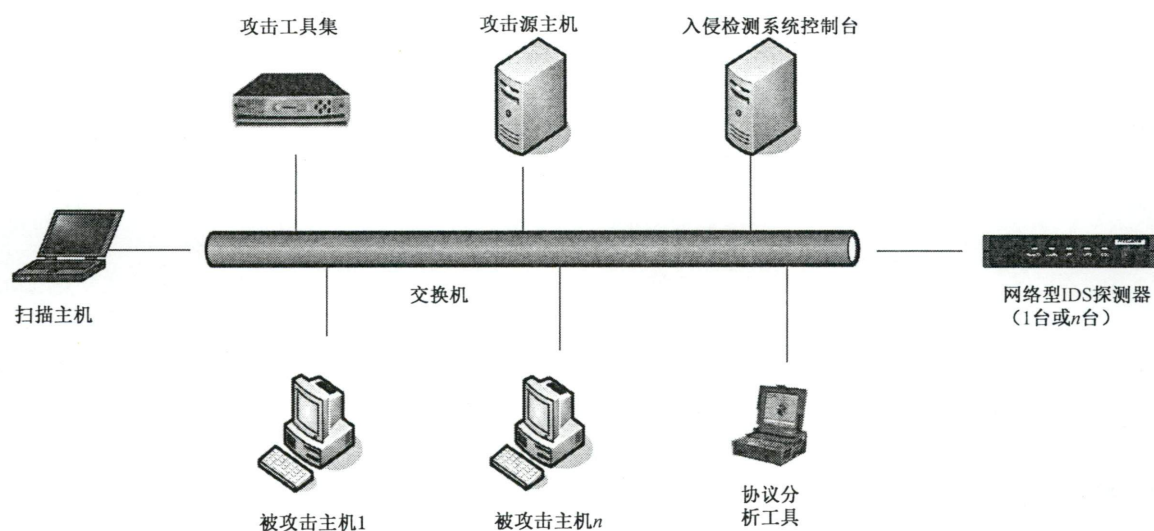 攻击工具集
攻击源主机
入侵检测系统控制台
扫描主机
交换机
网络型IDS探测器
（1台或n台）
被攻击主机1
被攻击主机n
协议分
析工具